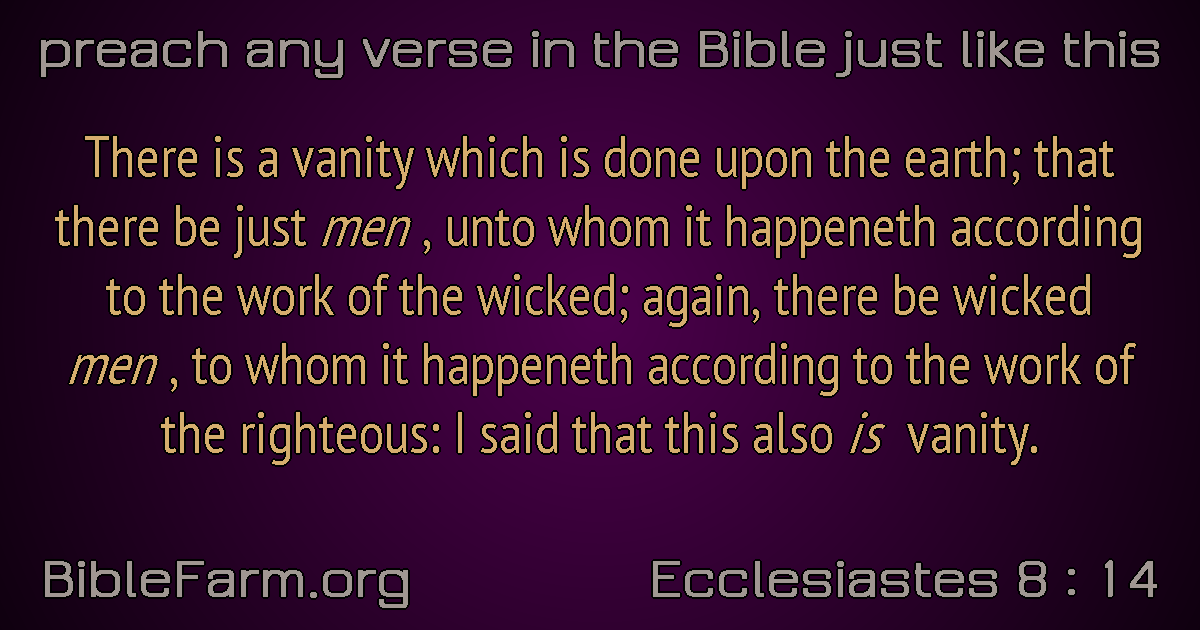 preach any verse in the Bible just like this
There is a vanity which is done upon the earth; that
there be just men , unto whom it happeneth according
to the work of the wicked; again, there be wicked
men , to whom it happeneth according to the work of
the righteous: I said that this also is vanity.
BibleFarm.org
Ecclesiastes 8 : 14